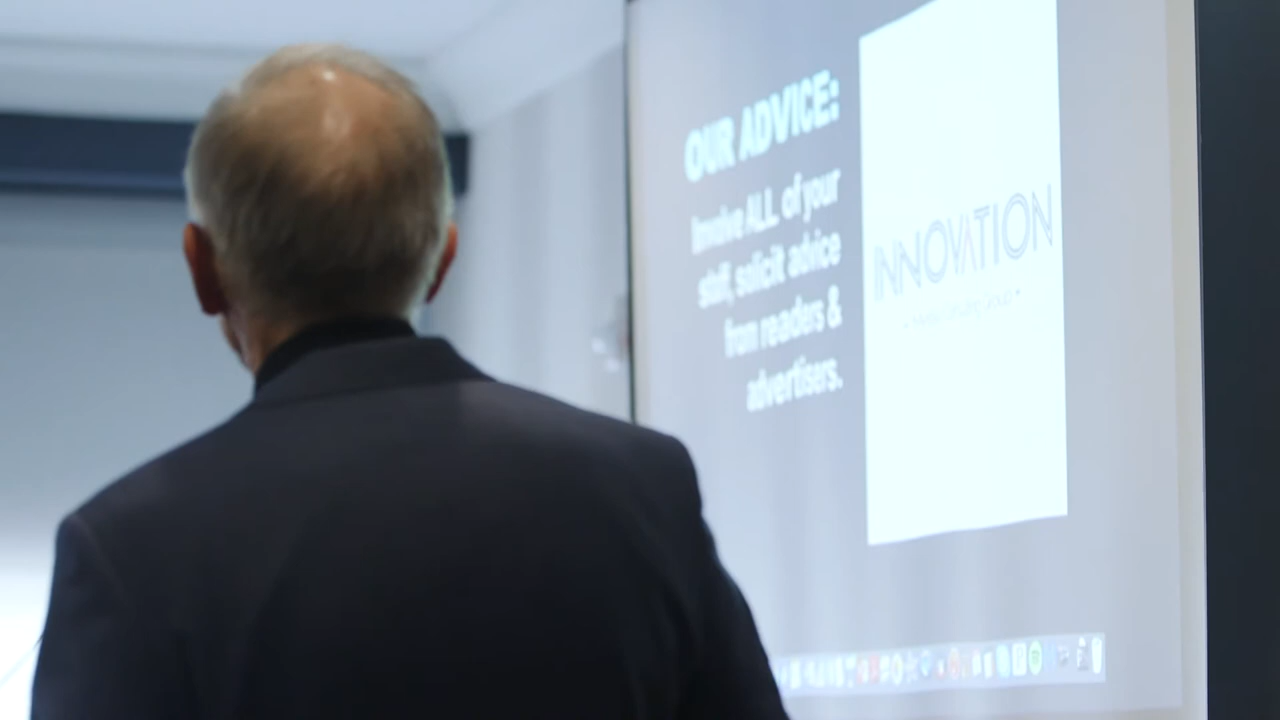 OUR ADVICE:
Involve ALL of your
staff, solicit advice
from readers &
advertisers.
INNOVATION